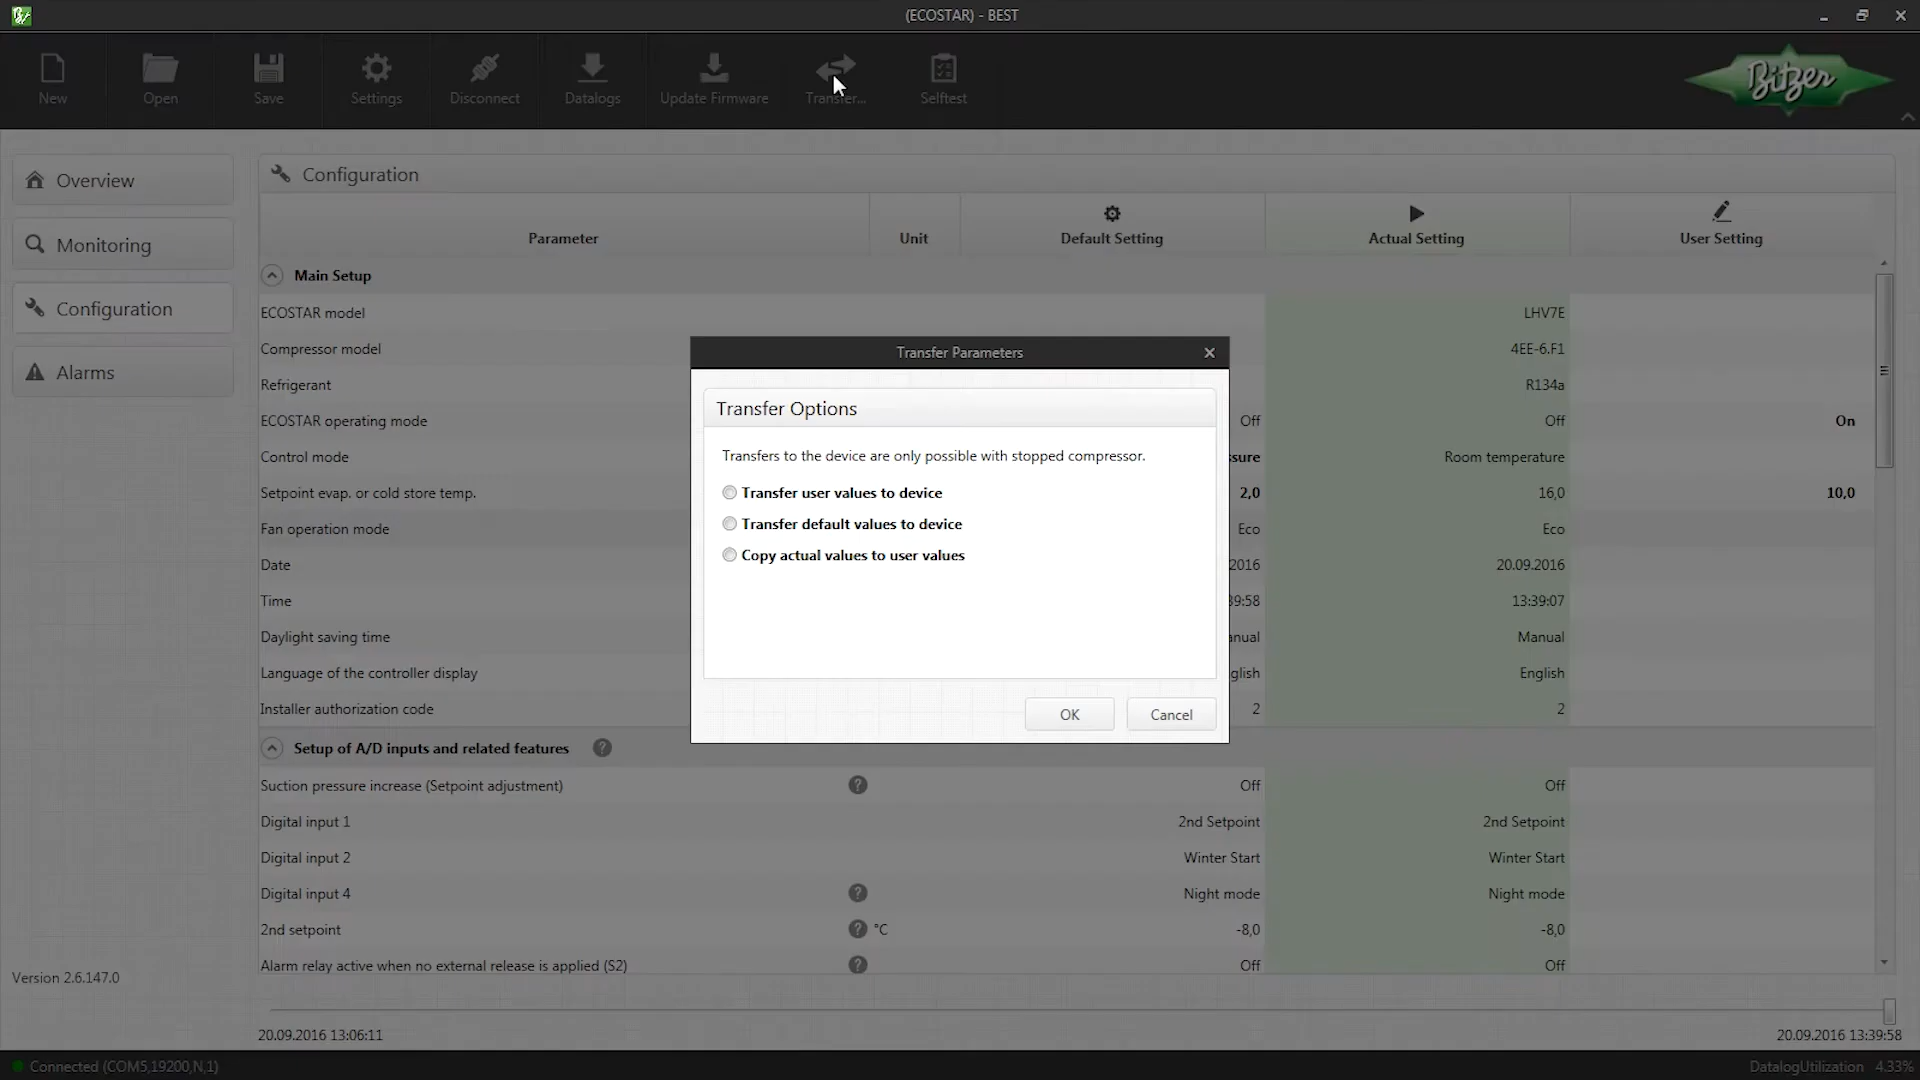 (ECOSTAR) - BEST
New
Open
Save
Settings
Disconnect
Datalogs
Update Firmware
Transfer...
Selftest
Bitzer
Overview
Monitoring
Configuration
Alarms
Configuration
Parameter Unit Default Setting Actual Setting User Setting
Main Setup
ECOSTAR model LHV7E
Compressor model 4EE-6.F1
Refrigerant R134a
ECOSTAR operating mode Off Off On
Control mode ssure Room temperature
Setpoint evap. or cold store temp. 2,0 16,0 10,0
Fan operation mode Eco Eco
Date 2016 20.09.2016
Time 39:58 13:39:07
Daylight saving time anual Manual
Language of the controller display glish English
Installer authorization code 2 2
Setup of A/D inputs and related features ?
Suction pressure increase (Setpoint adjustment) ? Off Off
Digital input 1 2nd Setpoint 2nd Setpoint
Digital input 2 Winter Start Winter Start
Digital input 4 ? Night mode Night mode
2nd setpoint ? °C -8,0 -8,0
Alarm relay active when no external release is applied (S2) ? Off Off
Transfer Parameters
Transfer Options
Transfers to the device are only possible with stopped compressor.
Transfer user values to device
Transfer default values to device
Copy actual values to user values
OK Cancel
Version 2.6.147.0
20.09.2016 13:06:11 20.09.2016 13:39:58
Connected (COM5,19200,N,1) DatalogUtilization 4.33%